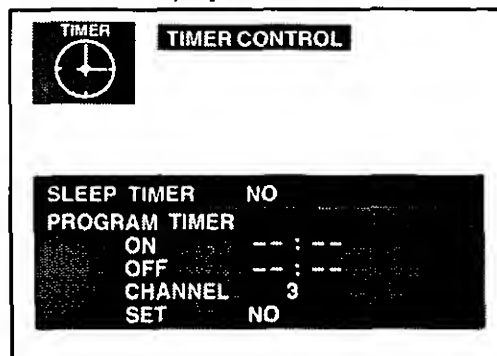 TIMER
TIMER CONTROL
SLEEP TIMER NO
PROGRAM TIMER
ON --:--
OFF --:--
CHANNEL 3
SET NO